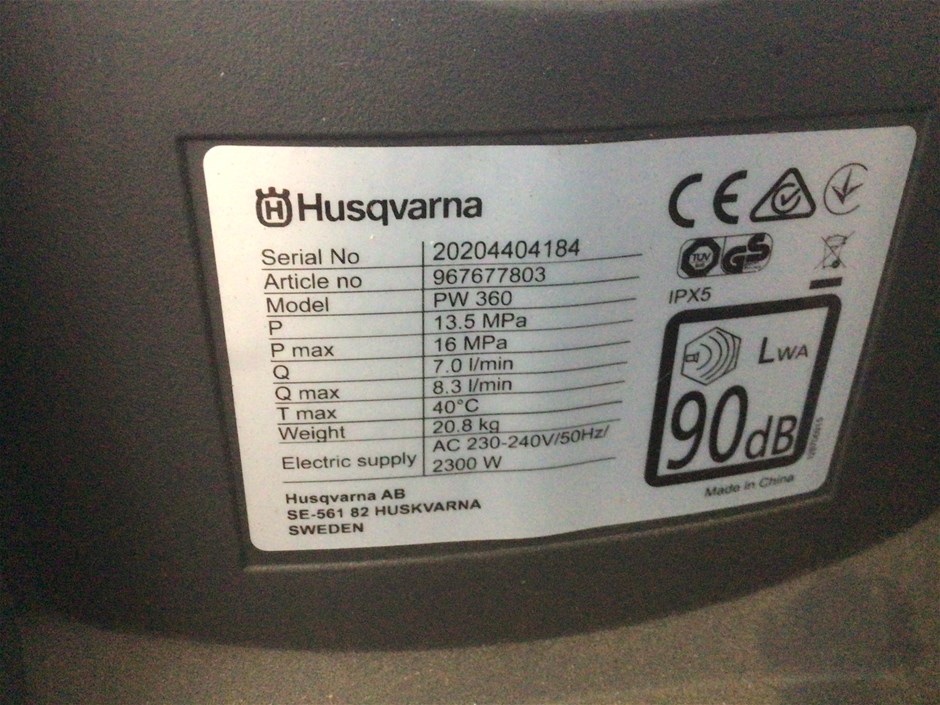 Husqvarna
Serial No 20204404184
Article no 967677803
Model PW 360
P 13.5 MPa
P max 16 MPa
Q 7.0 l/min
Q max 8.3 l/min
T max 40°C
Weight 20.8 kg
Electric supply AC 230-240V/50Hz/
2300 W
Husqvarna AB
SE-561 82 HUSKVARNA
SWEDEN
CE
TÜV GS
IPX5
LWA
90dB
Made in China